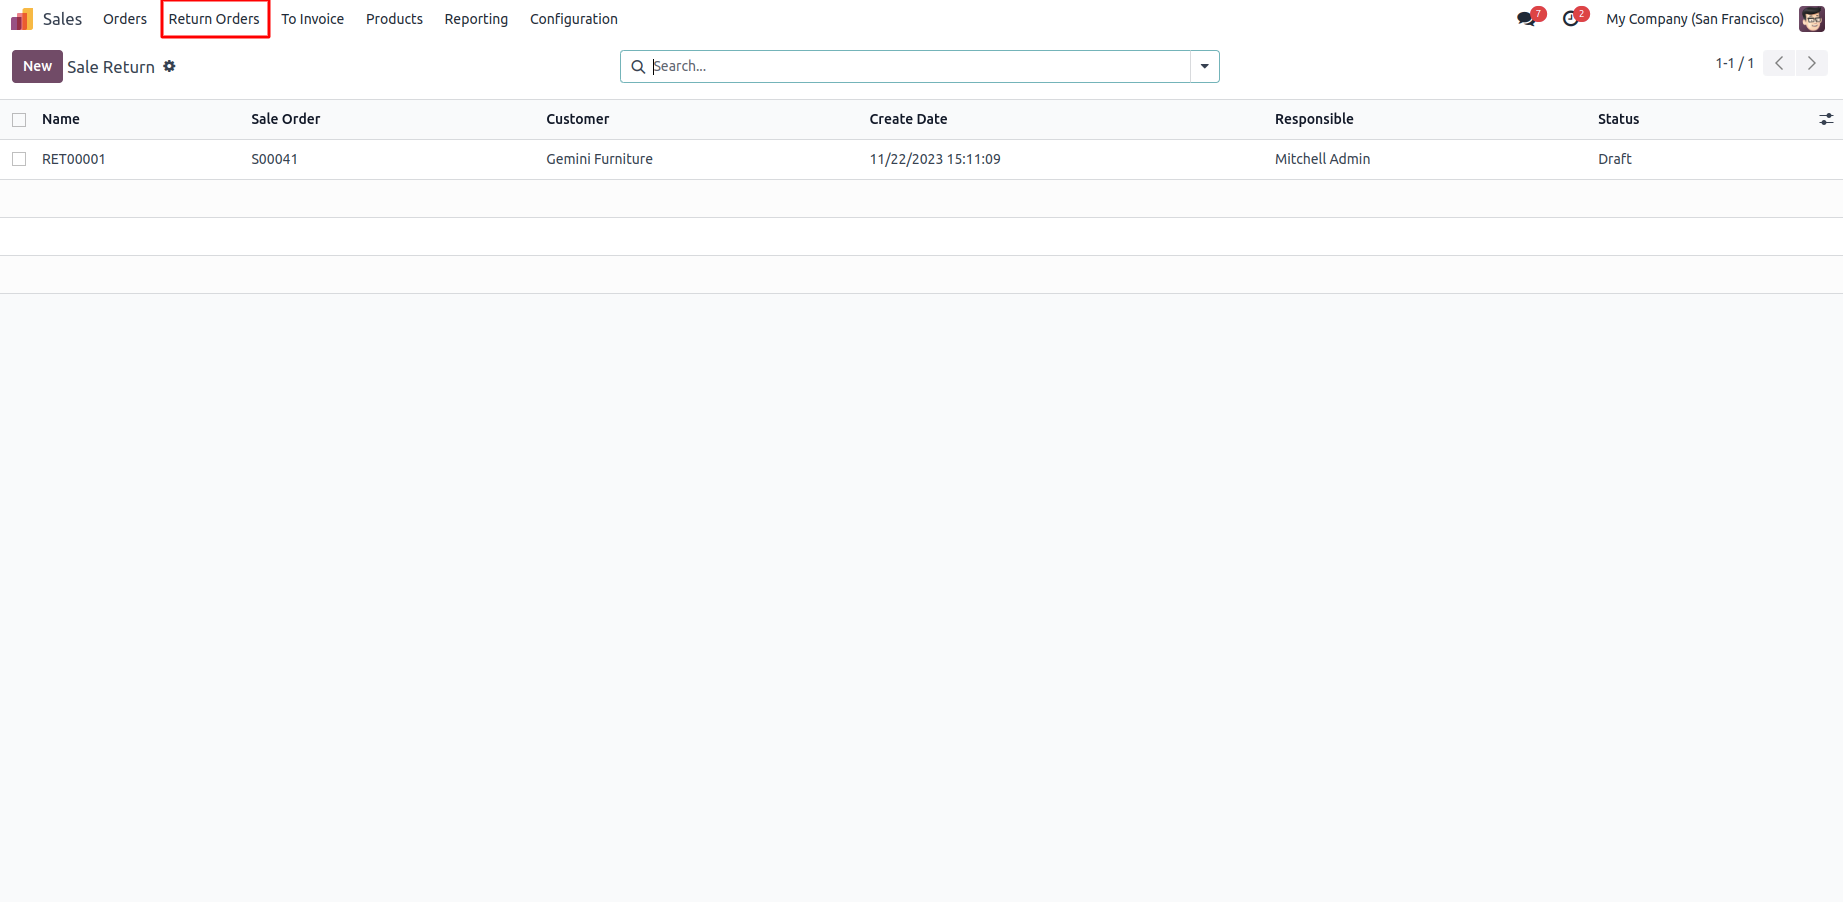 Sales Orders Return Orders To Invoice Products Reporting Configuration 7 2 My Company (San Francisco)
New Sale Return Search... 1-1 / 1
Name Sale Order Customer Create Date Responsible Status
RET00001 S00041 Gemini Furniture 11/22/2023 15:11:09 Mitchell Admin Draft